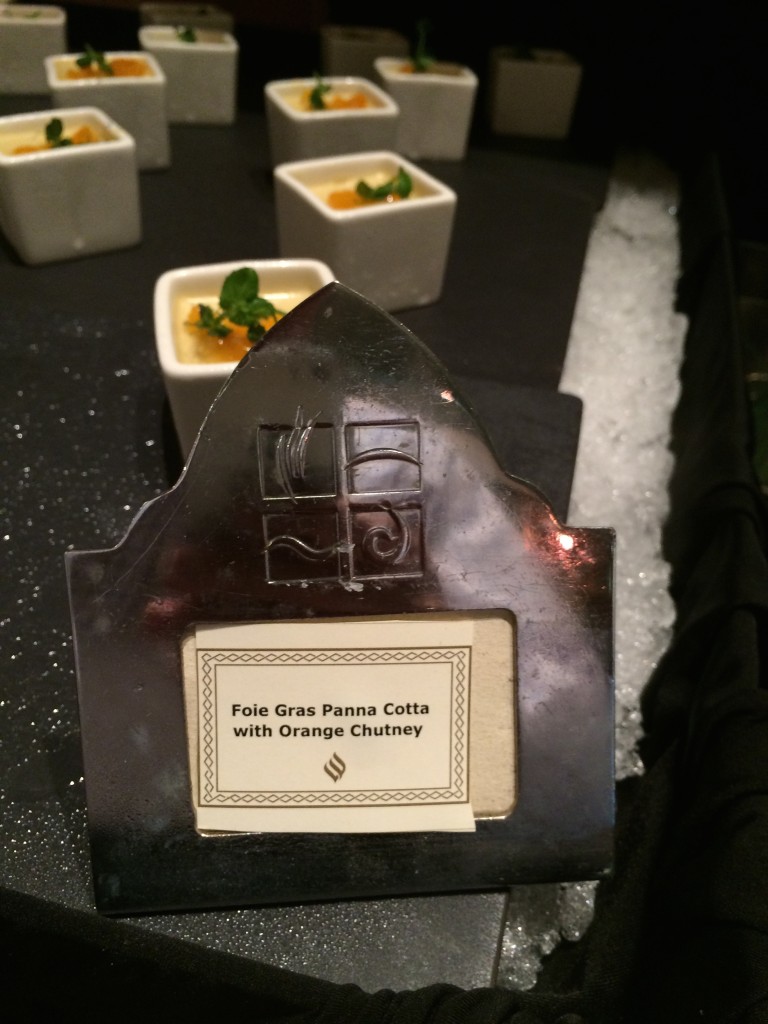 Foie Gras Panna Cotta
with Orange Chutney